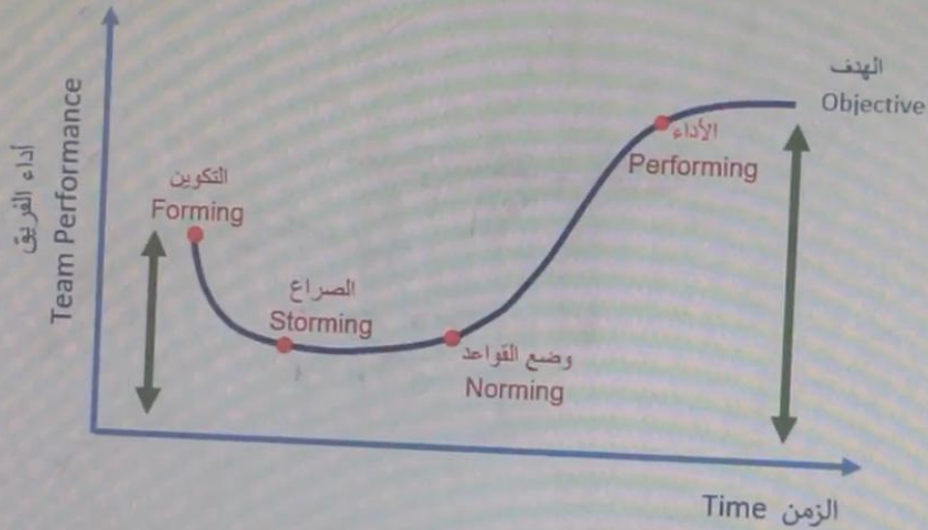 الهدف
Objective
الأداء
Performing
التكوين
Forming
أداء الفريق
Team Performance
الصراع
Storming
وضع القواعد
Norming
Time الزمن